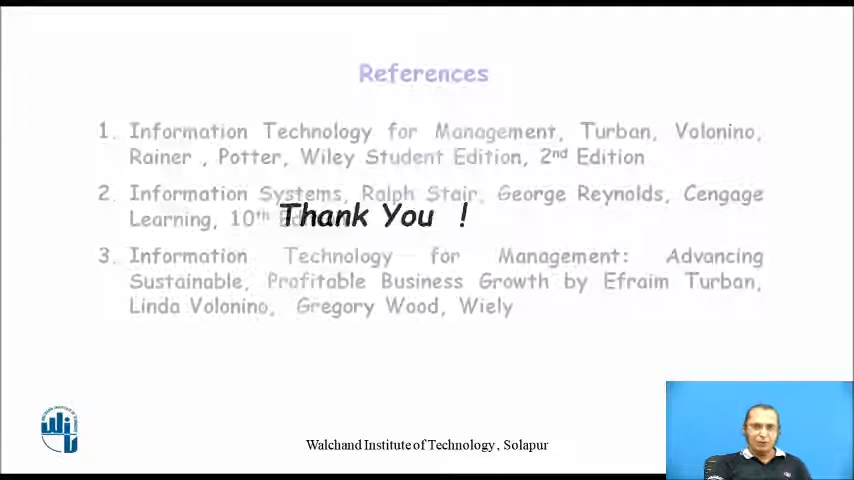 References
1. Information Technology for Management, Turban, Volonino,
Rainer , Potter, Wiley Student Edition, 2nd Edition
2. Information Systems, Ralph Stair, George Reynolds, Cengage
Learning, 10th
Thank You !
3. Information Technology for Management: Advancing
Sustainable, Profitable Business Growth by Efraim Turban,
Linda Volonino, Gregory Wood, Wiely
Walchand Institute of Technology, Solapur